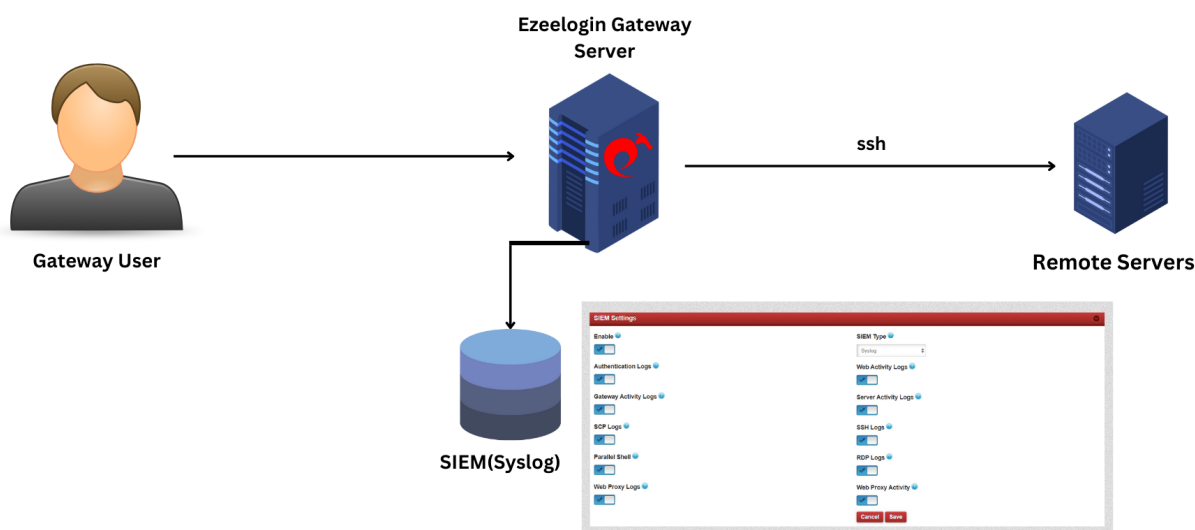 Ezeelogin Gateway
Server
ssh
Gateway User
Remote Servers
SIEM(Syslog)
SIEM Settings
Enable
SIEM Type
Syslog
Authentication Logs
Web Activity Logs
Gateway Activity Logs
Server Activity Logs
SCP Logs
SSH Logs
Parallel Shell
RDP Logs
Web Proxy Logs
Web Proxy Activity
Cancel
Save